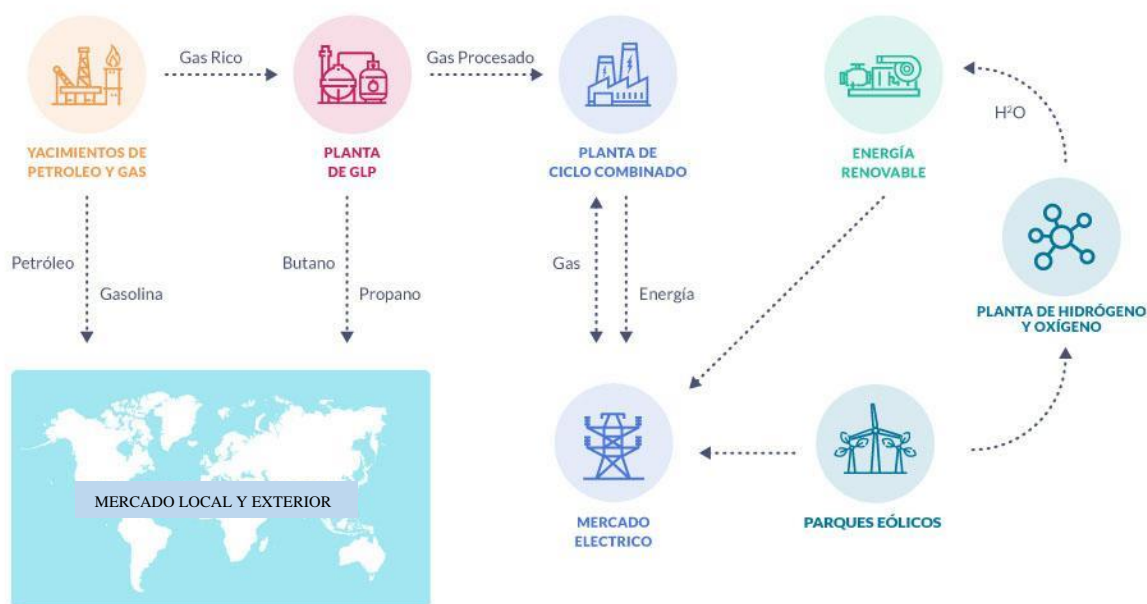 Gas Rico
Gas Procesado
H²O
YACIMIENTOS DE
PETROLEO Y GAS
PLANTA
DE GLP
PLANTA DE
CICLO COMBINADO
ENERGÍA
RENOVABLE
Petróleo
Gasolina
Butano
Propano
Gas
Energía
PLANTA DE HIDRÓGENO
Y OXÍGENO
MERCADO LOCAL Y EXTERIOR
MERCADO
ELECTRICO
PARQUES EÓLICOS